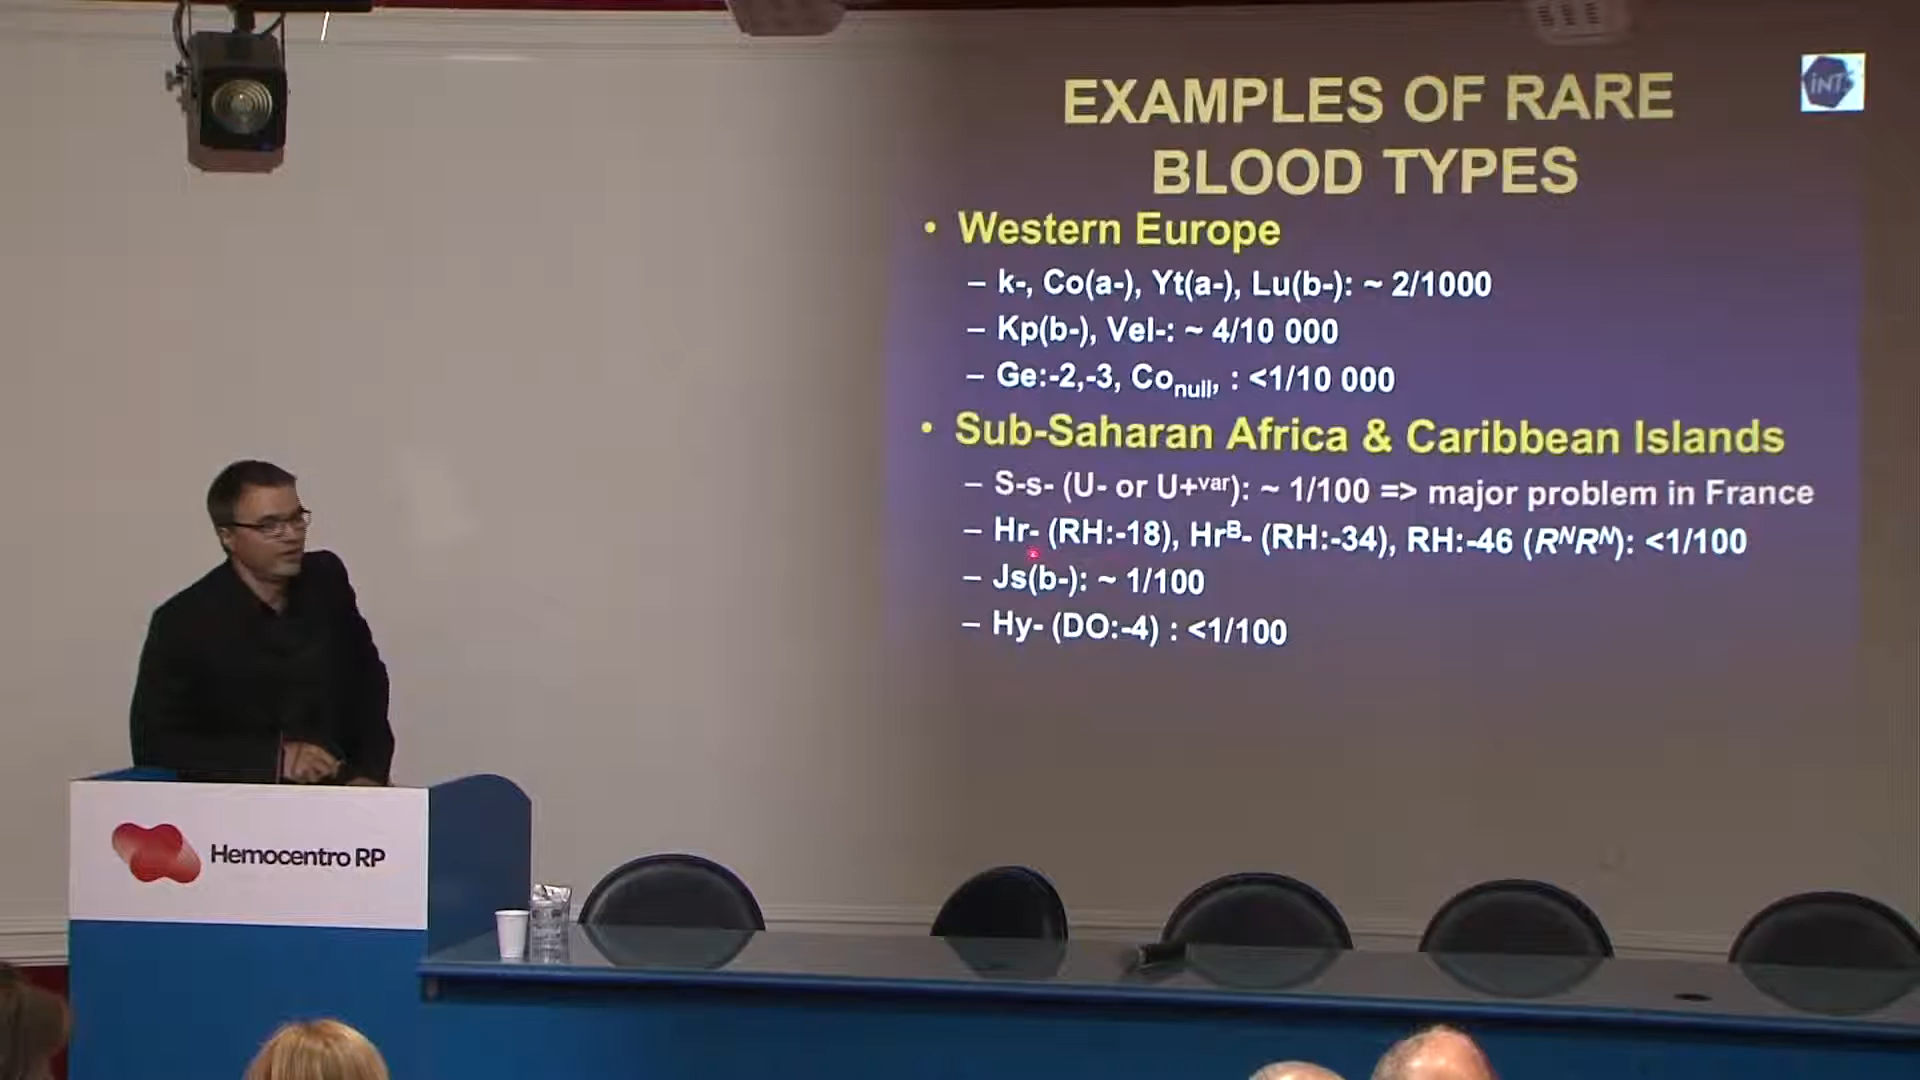 EXAMPLES OF RARE
BLOOD TYPES
iNTS
• Western Europe
– k-, Co(a-), Yt(a-), Lu(b-): ~ 2/1000
– Kp(b-), Vel-: ~ 4/10 000
– Ge:-2,-3, Conull, : <1/10 000
• Sub-Saharan Africa & Caribbean Islands
– S-s- (U- or U+var): ~ 1/100 => major problem in France
– Hr- (RH:-18), HrB- (RH:-34), RH:-46 (RNRN): <1/100
– Js(b-): ~ 1/100
– Hy- (DO:-4) : <1/100
Hemocentro RP